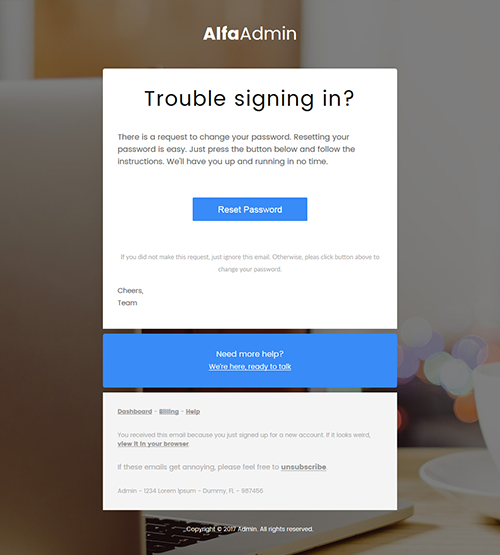 AlfaAdmin
Trouble signing in?
There is a request to change your password. Resetting your
password is easy. Just press the button below and follow the
instructions. We'll have you up and running in no time.
Reset Password
If you did not make this request, just ignore this email. Otherwise, pleas click button above to
change your password.
Cheers,
Team
Need more help?
We're here, ready to talk
Dashboard - Billing - Help
You received this email because you just signed up for a new account. If it looks weird,
view it in your browser.
If these emails get annoying, please feel free to unsubscribe.
Admin - 1234 Lorem Ipsum - Dummy, FL - 987456
Copyright © 2017 Admin. All rights reserved.